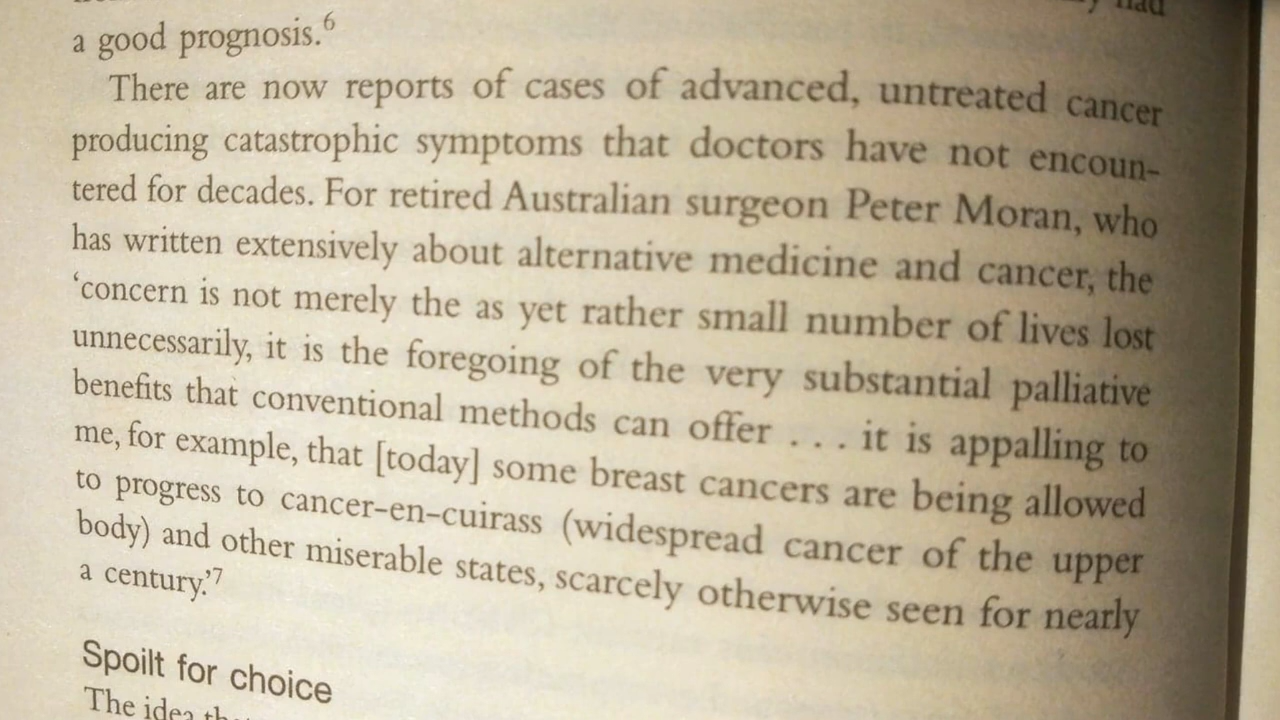 had
a good prognosis.6
There are now reports of cases of advanced, untreated cancer
producing catastrophic symptoms that doctors have not encoun-
tered for decades. For retired Australian surgeon Peter Moran, who
has written extensively about alternative medicine and cancer, the
‘concern is not merely the as yet rather small number of lives lost
unnecessarily, it is the foregoing of the very substantial palliative
benefits that conventional methods can offer . . . it is appalling to
me, for example, that [today] some breast cancers are being allowed
to progress to cancer-en-cuirass (widespread cancer of the upper
body) and other miserable states, scarcely otherwise seen for nearly
a century.’7
Spoilt for choice
The idea